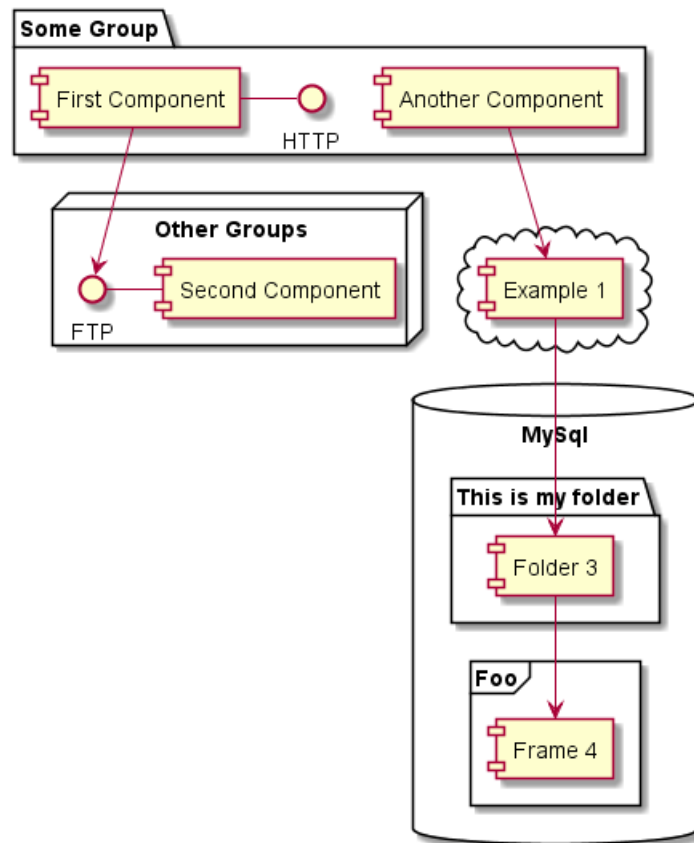 Some Group
First Component
Another Component
HTTP
Other Groups
Second Component
FTP
Example 1
MySql
This is my folder
Folder 3
Foo
Frame 4